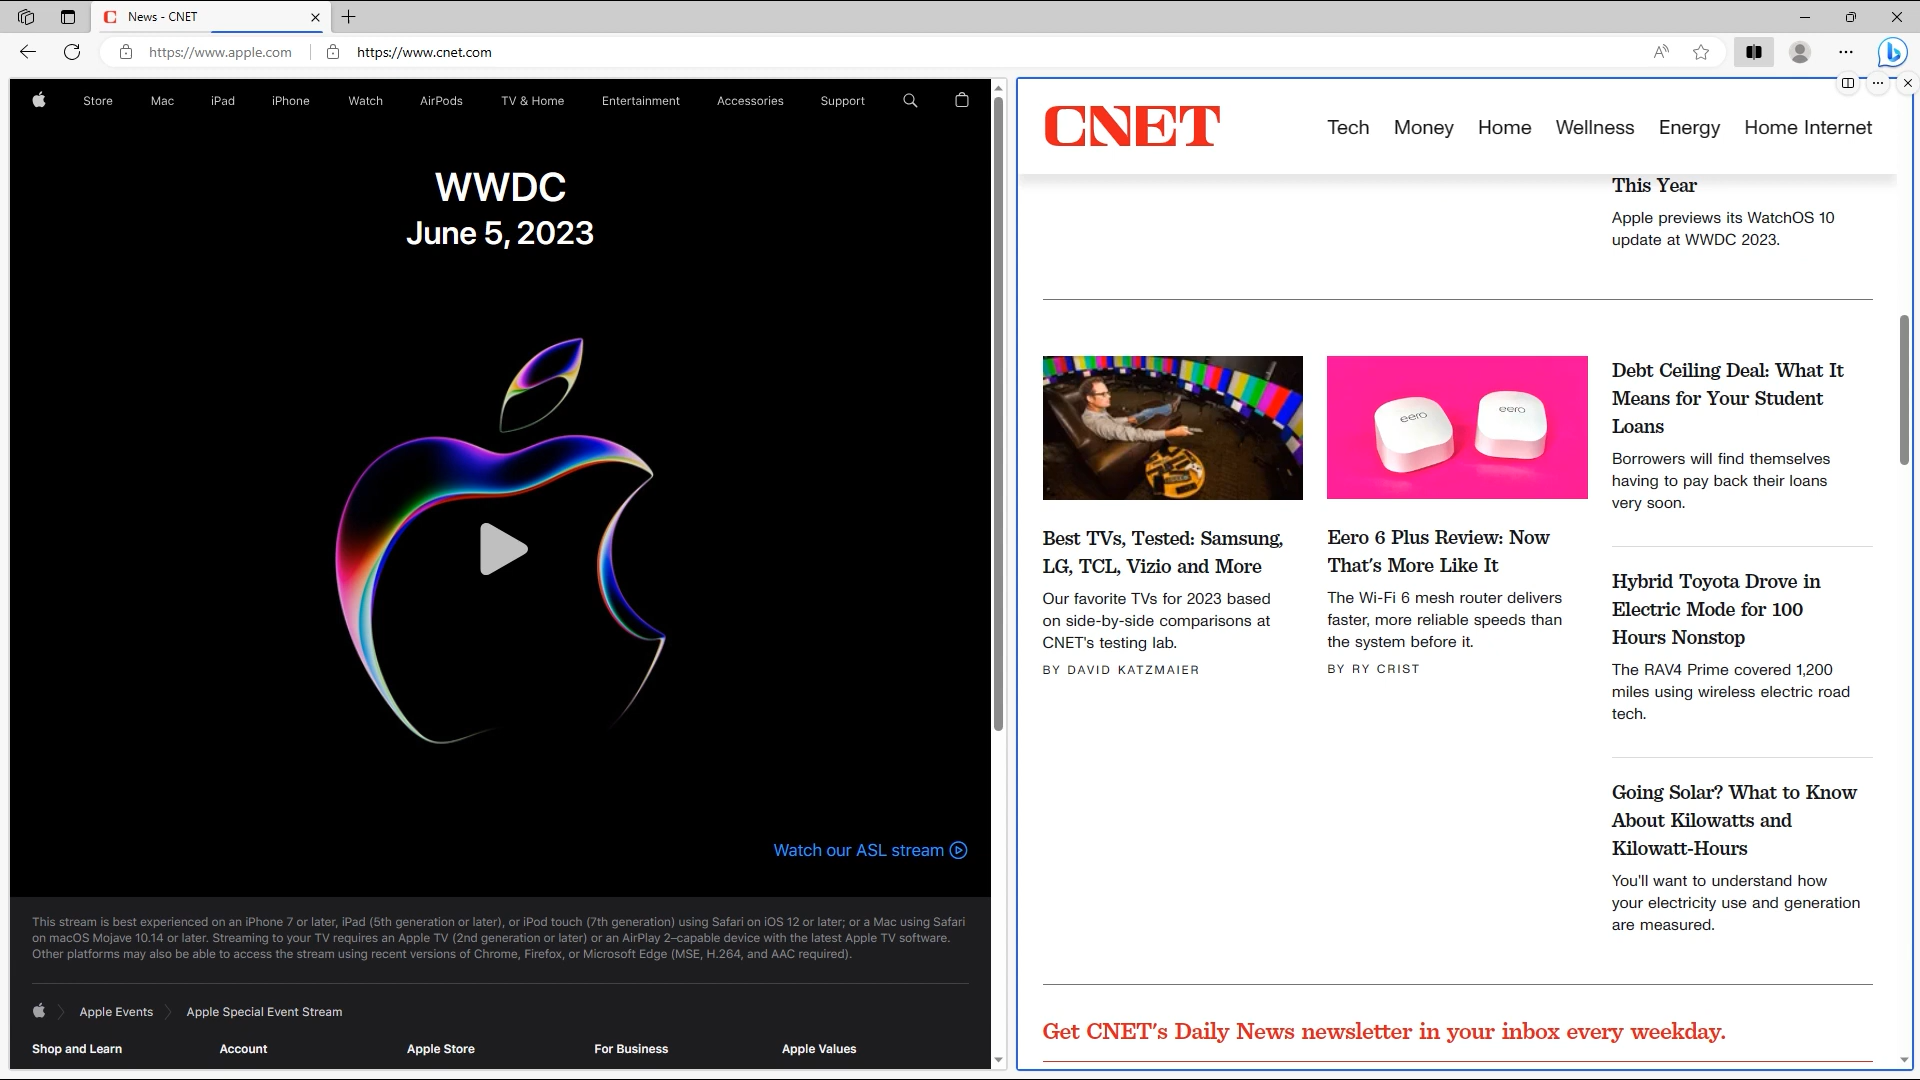 News - CNET
https://www.apple.com
https://www.cnet.com
Store Mac iPad iPhone Watch AirPods TV & Home Entertainment Accessories Support
WWDC
June 5, 2023
Watch our ASL stream
This stream is best experienced on an iPhone 7 or later, iPad (5th generation or later), or iPod touch (7th generation) using Safari on iOS 12 or later; or a Mac using Safari
on macOS Mojave 10.14 or later. Streaming to your TV requires an Apple TV (2nd generation or later) or an AirPlay 2–capable device with the latest Apple TV software.
Other platforms may also be able to access the stream using recent versions of Chrome, Firefox, or Microsoft Edge (MSE, H.264, and AAC required).
Apple Events Apple Special Event Stream
Shop and Learn Account Apple Store For Business Apple Values
CNET
Tech Money Home Wellness Energy Home Internet
This Year
Apple previews its WatchOS 10
update at WWDC 2023.
eero
eero
Best TVs, Tested: Samsung,
LG, TCL, Vizio and More
Our favorite TVs for 2023 based
on side-by-side comparisons at
CNET's testing lab.
BY DAVID KATZMAIER
Eero 6 Plus Review: Now
That's More Like It
The Wi-Fi 6 mesh router delivers
faster, more reliable speeds than
the system before it.
BY RY CRIST
Debt Ceiling Deal: What It
Means for Your Student
Loans
Borrowers will find themselves
having to pay back their loans
very soon.
Hybrid Toyota Drove in
Electric Mode for 100
Hours Nonstop
The RAV4 Prime covered 1,200
miles using wireless electric road
tech.
Going Solar? What to Know
About Kilowatts and
Kilowatt-Hours
You'll want to understand how
your electricity use and generation
are measured.
Get CNET's Daily News newsletter in your inbox every weekday.